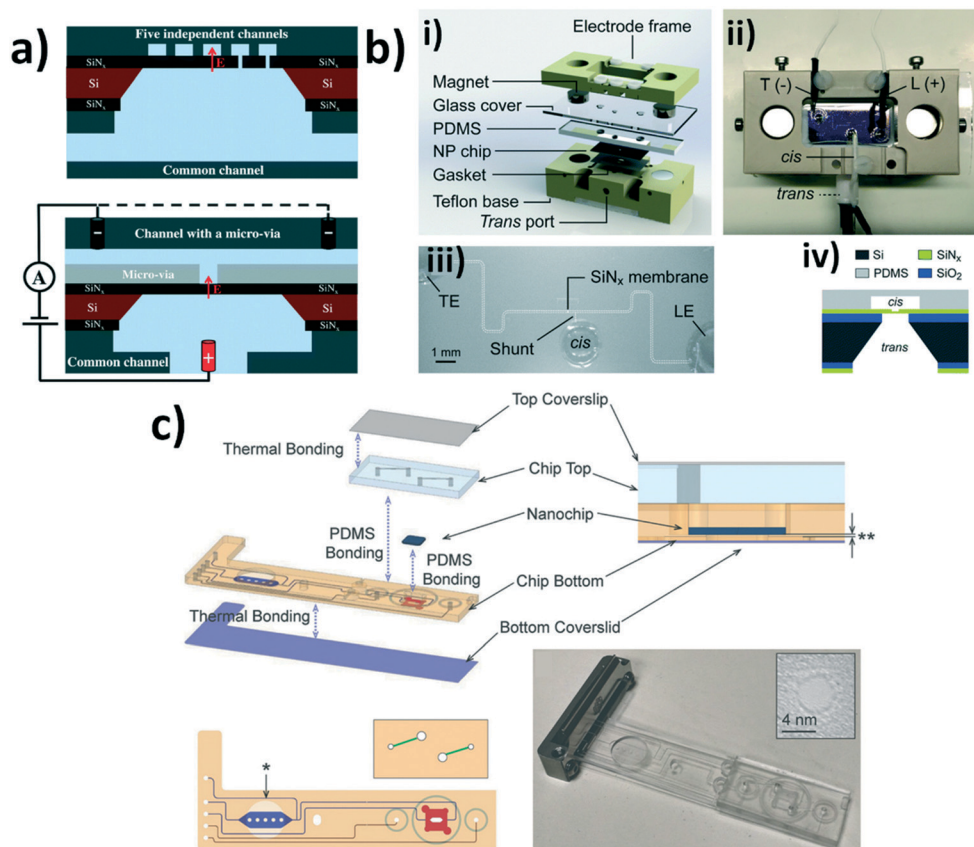 a)
Five independent channels
E
SiNx
Si
SiNx
Common channel
Channel with a micro-via
A
Micro-via
E
SiNx
Si
SiNx
Common channel
b)
i)
Electrode frame
Magnet
Glass cover
PDMS
NP chip
Gasket
Teflon base
Trans port
ii)
T (-)
L (+)
cis
trans
iii)
TE
SiNx membrane
Shunt
cis
LE
1 mm
iv)
Si
SiNx
PDMS
SiO2
cis
trans
c)
Top Coverslip
Thermal Bonding
Chip Top
Nanochip
PDMS
Bonding
PDMS
Bonding
**
Chip Bottom
Thermal Bonding
Bottom Coverslid
*
4 nm